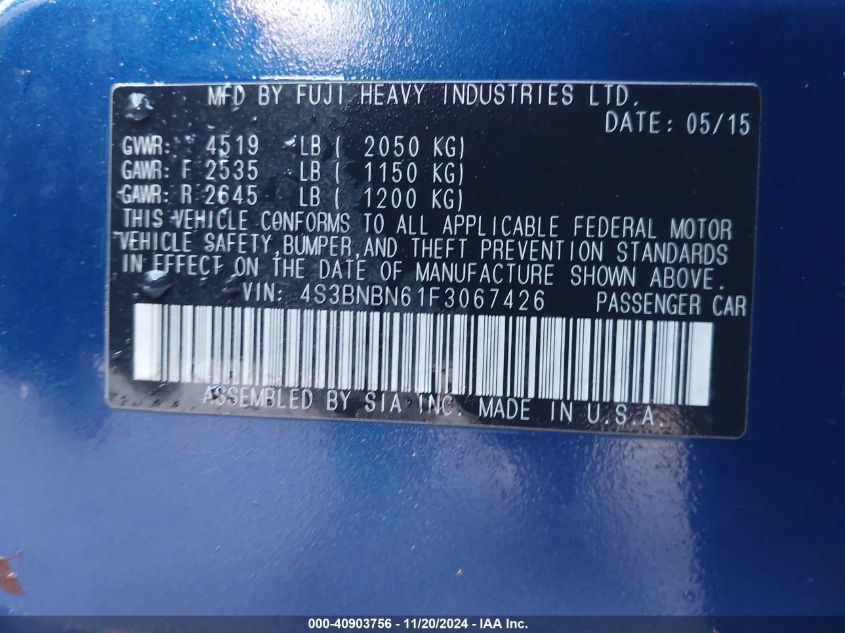 MFD BY FUJI HEAVY INDUSTRIES LTD.
DATE: 05/15
GVWR: 4519 LB ( 2050 KG)
GAWR: F 2535 LB ( 1150 KG)
GAWR: R 2645 LB ( 1200 KG)
THIS VEHICLE CONFORMS TO ALL APPLICABLE FEDERAL MOTOR
VEHICLE SAFETY, BUMPER, AND THEFT PREVENTION STANDARDS
IN EFFECT ON THE DATE OF MANUFACTURE SHOWN ABOVE.
VIN: 4S3BNBN61F3067426 PASSENGER CAR
ASSEMBLED BY SIA INC. MADE IN U.S.A.
000-40903756 - 11/20/2024 - IAA Inc.